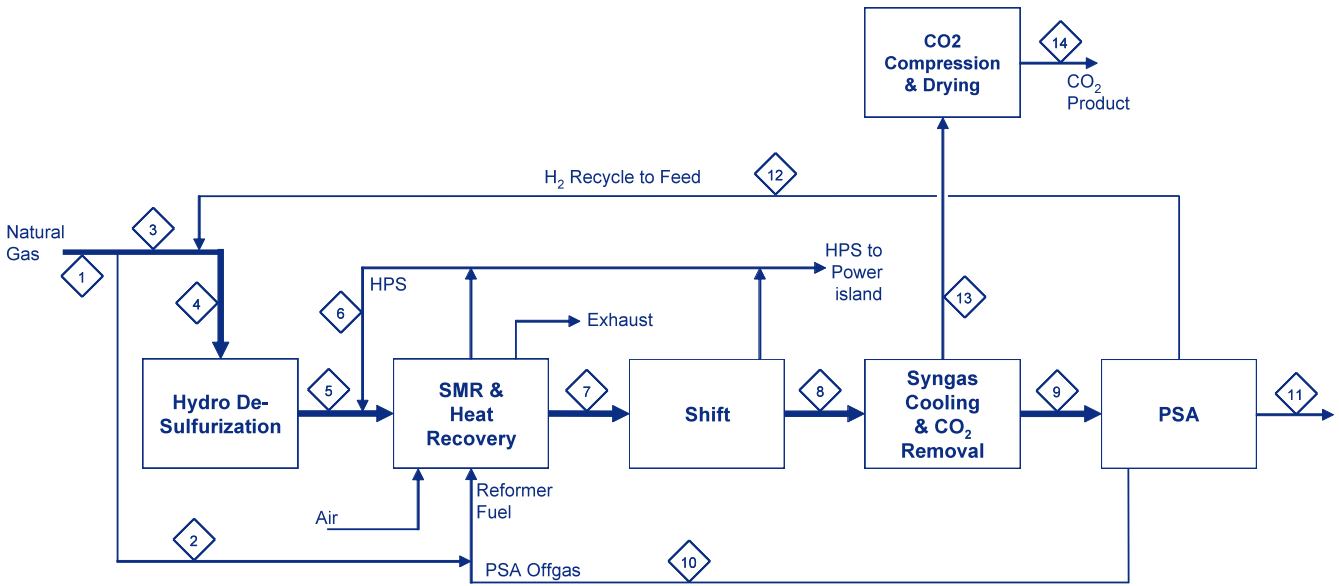 CO2
Compression
& Drying
14
CO2
Product
12
H2 Recycle to Feed
3
Natural
Gas
1
HPS to
Power
island
HPS
4
13
6
Exhaust
Hydro De-
Sulfurization
5
SMR &
Heat
Recovery
7
Shift
8
Syngas
Cooling
& CO2
Removal
9
PSA
11
Reformer
Fuel
Air
2
PSA Offgas
10